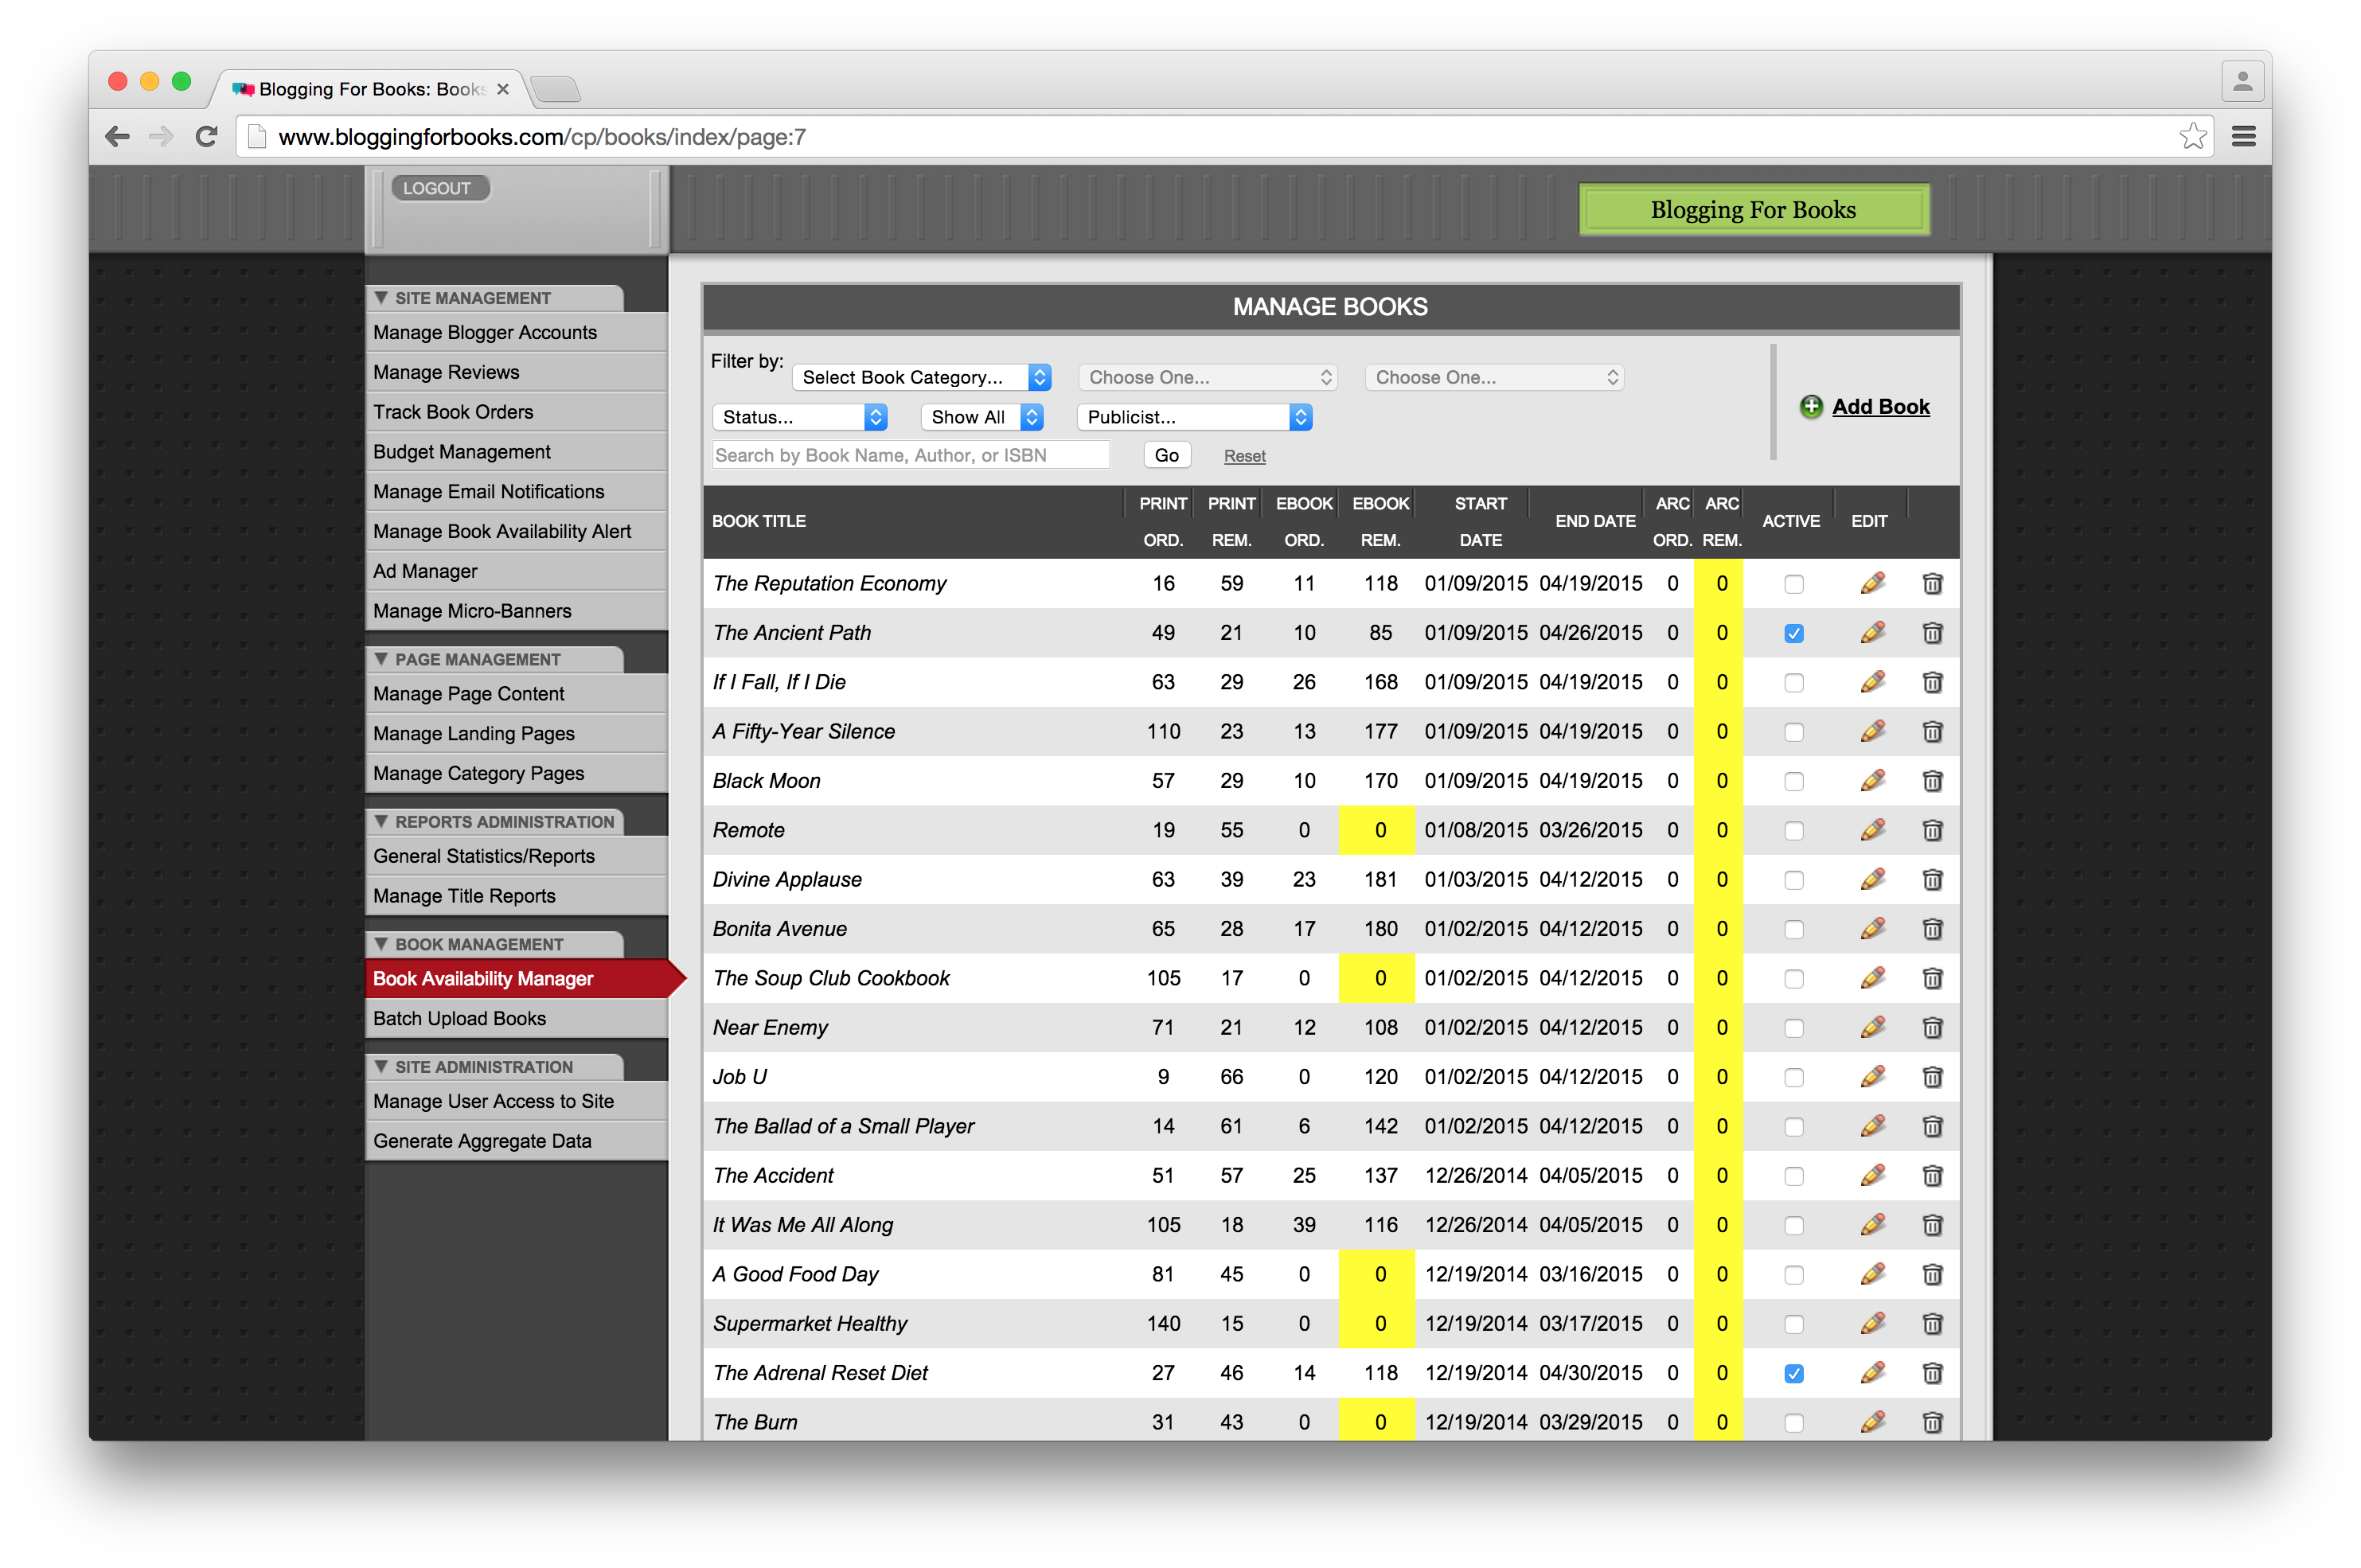 Blogging For Books: Books
www.bloggingforbooks.com/cp/books/index/page:7
LOGOUT
Blogging For Books
SITE MANAGEMENT
Manage Blogger Accounts
Manage Reviews
Track Book Orders
Budget Management
Manage Email Notifications
Manage Book Availability Alert
Ad Manager
Manage Micro-Banners
PAGE MANAGEMENT
Manage Page Content
Manage Landing Pages
Manage Category Pages
REPORTS ADMINISTRATION
General Statistics/Reports
Manage Title Reports
BOOK MANAGEMENT
Book Availability Manager
Batch Upload Books
SITE ADMINISTRATION
Manage User Access to Site
Generate Aggregate Data
MANAGE BOOKS
Filter by: Select Book Category... Choose One... Choose One...
Status... Show All Publicist...
Search by Book Name, Author, or ISBN Go Reset
Add Book
BOOK TITLE PRINT ORD. PRINT REM. EBOOK ORD. EBOOK REM. START DATE END DATE ARC ORD. ARC REM. ACTIVE EDIT
The Reputation Economy 16 59 11 118 01/09/2015 04/19/2015 0 0
The Ancient Path 49 21 10 85 01/09/2015 04/26/2015 0 0
If I Fall, If I Die 63 29 26 168 01/09/2015 04/19/2015 0 0
A Fifty-Year Silence 110 23 13 177 01/09/2015 04/19/2015 0 0
Black Moon 57 29 10 170 01/09/2015 04/19/2015 0 0
Remote 19 55 0 0 01/08/2015 03/26/2015 0 0
Divine Applause 63 39 23 181 01/03/2015 04/12/2015 0 0
Bonita Avenue 65 28 17 180 01/02/2015 04/12/2015 0 0
The Soup Club Cookbook 105 17 0 0 01/02/2015 04/12/2015 0 0
Near Enemy 71 21 12 108 01/02/2015 04/12/2015 0 0
Job U 9 66 0 120 01/02/2015 04/12/2015 0 0
The Ballad of a Small Player 14 61 6 142 01/02/2015 04/12/2015 0 0
The Accident 51 57 25 137 12/26/2014 04/05/2015 0 0
It Was Me All Along 105 18 39 116 12/26/2014 04/05/2015 0 0
A Good Food Day 81 45 0 0 12/19/2014 03/16/2015 0 0
Supermarket Healthy 140 15 0 0 12/19/2014 03/17/2015 0 0
The Adrenal Reset Diet 27 46 14 118 12/19/2014 04/30/2015 0 0
The Burn 31 43 0 0 12/19/2014 03/29/2015 0 0